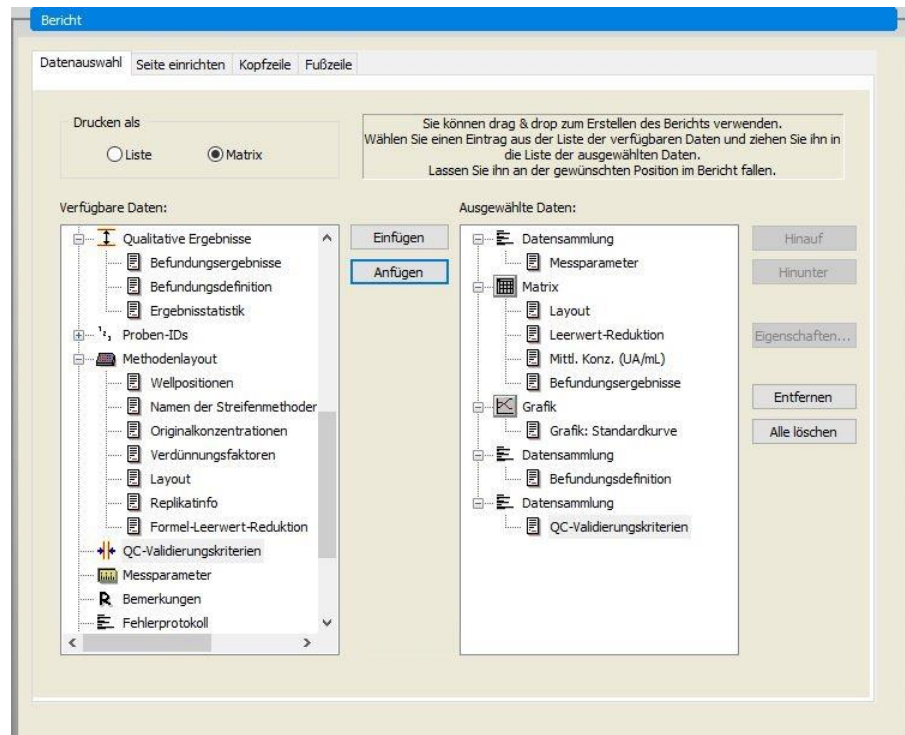 Bericht
Datenauswahl Seite einrichten Kopfzeile Fußzeile
Drucken als
Liste Matrix
Sie können drag & drop zum Erstellen des Berichts verwenden.
Wählen Sie einen Eintrag aus der Liste der verfügbaren Daten und ziehen Sie ihn in
die Liste der ausgewählten Daten.
Lassen Sie ihn an der gewünschten Position im Bericht fallen.
Verfügbare Daten:
Qualitative Ergebnisse
Befundungsergebnisse
Befundungsdefinition
Ergebnisstatistik
Proben-IDs
Methodenlayout
Wellpositionen
Namen der Streifenmethoden
Originalkonzentrationen
Verdünnungsfaktoren
Layout
Replikatinfo
Formel-Leerwert-Reduktion
QC-Validierungskriterien
Messparameter
R Bemerkungen
Fehlerprotokoll
Einfügen
Anfügen
Ausgewählte Daten:
Datensammlung
Messparameter
Matrix
Layout
Leerwert-Reduktion
Mittl. Konz. (UA/mL)
Befundungsergebnisse
Grafik
Grafik: Standardkurve
Datensammlung
Befundungsdefinition
Datensammlung
QC-Validierungskriterien
Hinauf
Hinunter
Eigenschaften...
Entfernen
Alle löschen